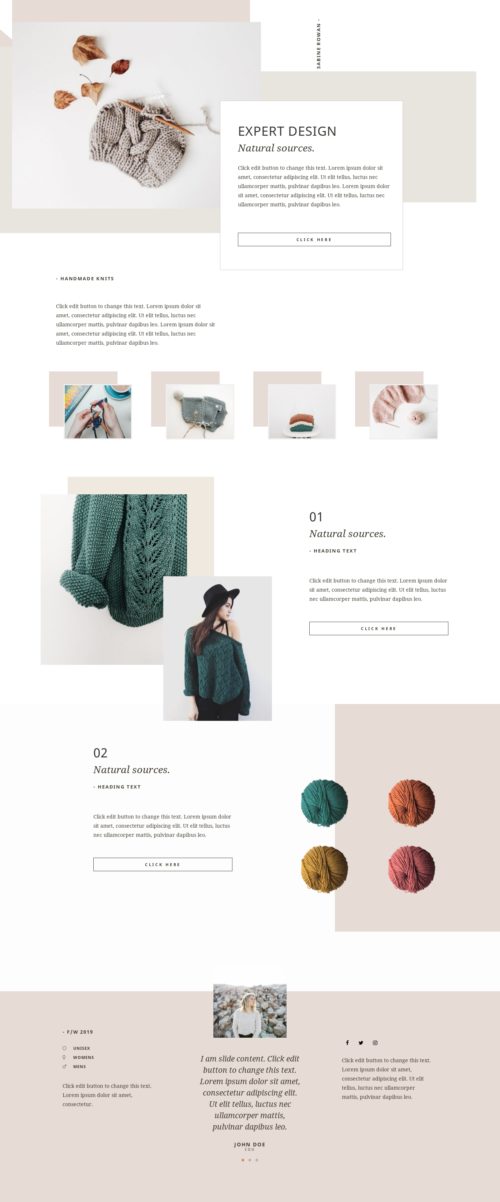 - SABINE ROWAN -
EXPERT DESIGN
Natural sources.
Click edit button to change this text. Lorem ipsum dolor sit
amet, consectetur adipiscing elit. Ut elit tellus, luctus nec
ullamcorper mattis, pulvinar dapibus leo. Lorem ipsum dolor sit
amet, consectetur adipiscing elit. Ut elit tellus, luctus nec
ullamcorper mattis, pulvinar dapibus leo.
CLICK HERE
- HANDMADE KNITS
Click edit button to change this text. Lorem ipsum dolor sit
amet, consectetur adipiscing elit. Ut elit tellus, luctus nec
ullamcorper mattis, pulvinar dapibus leo. Lorem ipsum dolor sit
amet, consectetur adipiscing elit. Ut elit tellus, luctus nec
ullamcorper mattis, pulvinar dapibus leo.
01
Natural sources.
- HEADING TEXT
Click edit button to change this text. Lorem ipsum dolor
sit amet, consectetur adipiscing elit. Ut elit tellus, luctus
nec ullamcorper mattis, pulvinar dapibus leo.
CLICK HERE
02
Natural sources.
- HEADING TEXT
Click edit button to change this text. Lorem ipsum dolor
sit amet, consectetur adipiscing elit. Ut elit tellus, luctus
nec ullamcorper mattis, pulvinar dapibus leo.
CLICK HERE
- F/W 2019
UNISEX
WOMENS
MENS
Click edit button to change this text.
Lorem ipsum dolor sit amet,
consectetur.
I am slide content. Click edit
button to change this text.
Lorem ipsum dolor sit amet,
consectetur adipiscing elit.
Ut elit tellus, luctus nec
ullamcorper mattis,
pulvinar dapibus leo.
JOHN DOE
Click edit button to change this text.
Lorem ipsum dolor sit amet,
consectetur adipiscing elit. Ut elit
tellus, luctus nec ullamcorper
mattis, pulvinar dapibus leo.